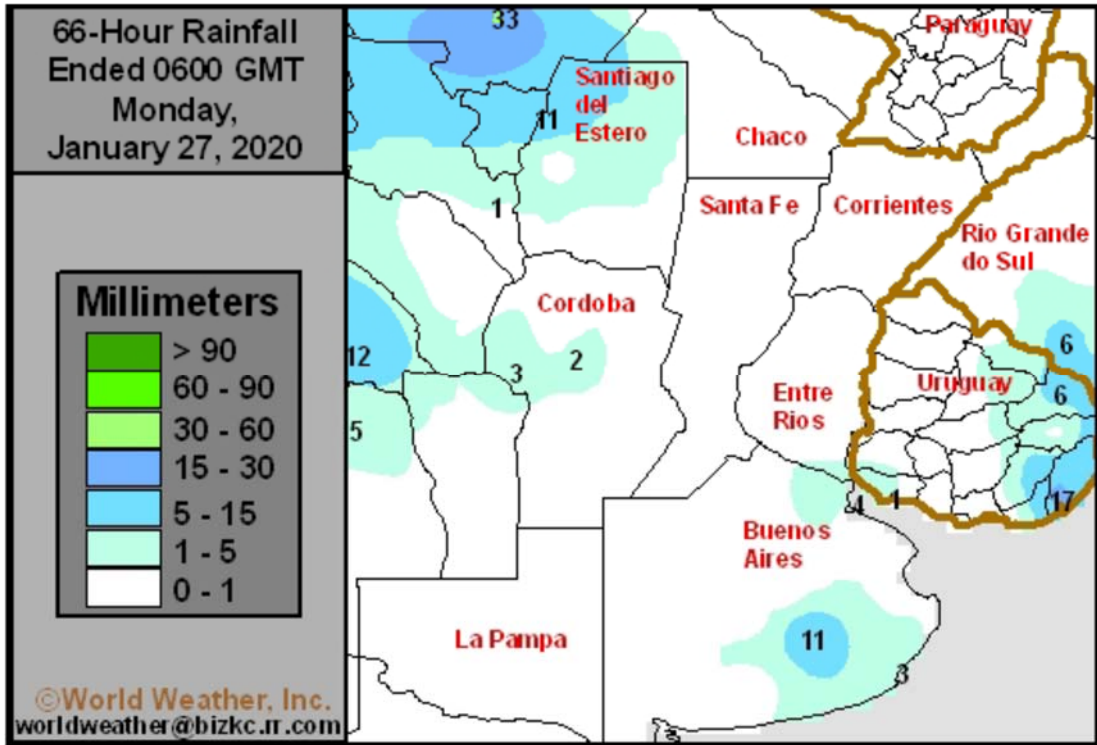 66-Hour Rainfall
Ended 0600 GMT
Monday,
January 27, 2020
Millimeters
> 90
60 - 90
30 - 60
15 - 30
5 - 15
1 - 5
0 - 1
©World Weather, Inc.
worldweather@bizkc.rr.com
33
Paraguay
Santiago
del
Estero
11
Chaco
1
Santa Fe
Corrientes
Rio Grande
do Sul
Cordoba
12
3
2
6
Uruguay
6
Entre
Rios
5
4
1
17
Buenos
Aires
La Pampa
11
3